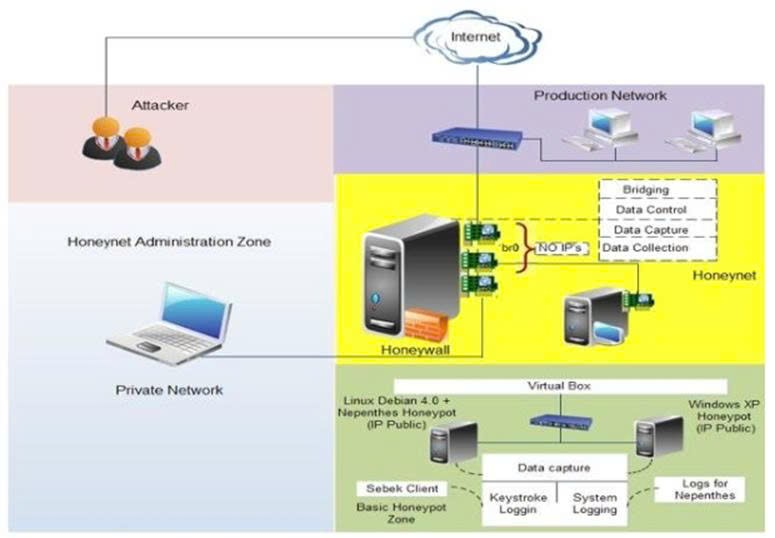 Internet
Attacker
Production Network
Honeynet Administration Zone
Private Network
Bridging
Data Control
Data Capture
Data Collection
br0
NO IP's
Honeynet
Honeywall
Virtual Box
Linux Debian 4.0 +
Nepenthes Honeypot
(IP Public)
Windows XP
Honeypot
(IP Public)
Data capture
Sebek Client
Basic Honeypot
Zone
Keystroke
Loggin
System
Logging
Logs for
Nepenthes